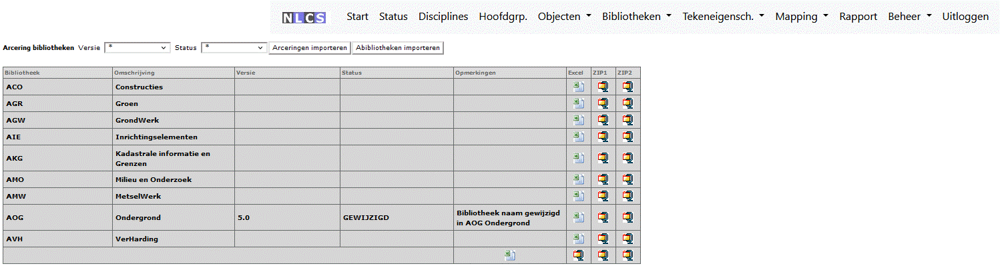 NLCS Start Status Disciplines Hoofdgrp. Objecten Bibliotheken Tekeneigensch. Mapping Rapport Beheer Uitloggen
Arcering bibliotheken Versie * Status * Arceringen importeren Abibliotheken importeren
Bibliotheek Omschrijving Versie Status Opmerkingen Excel ZIP1 ZIP2
ACO Constructies
AGR Groen
AGW GrondWerk
AIE Inrichtingselementen
AKG Kadastrale informatie en
Grenzen
AMO Milieu en Onderzoek
AMW MetselWerk
AOG Ondergrond 5.0 GEWIJZIGD Bibliotheek naam gewijzigd
in AOG Ondergrond
AVH VerHarding